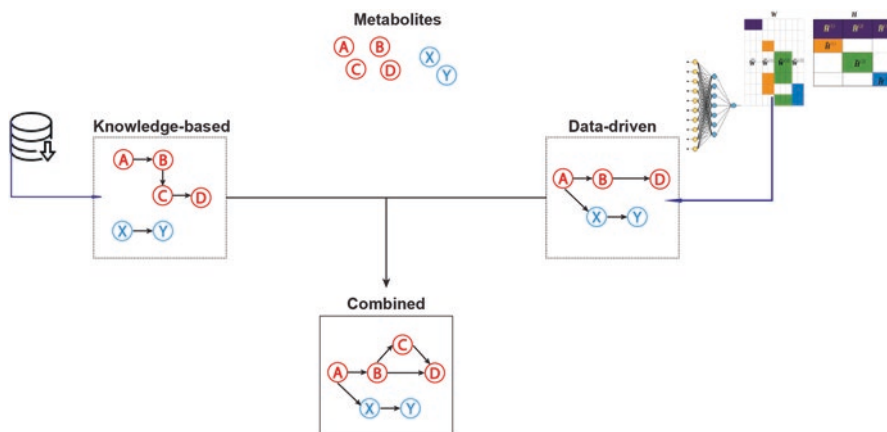 Metabolites
A B
C D
X
Y
W H
Knowledge-based
A B
C D
X Y
Data-driven
A B D
X Y
Combined
C
A B D
X Y